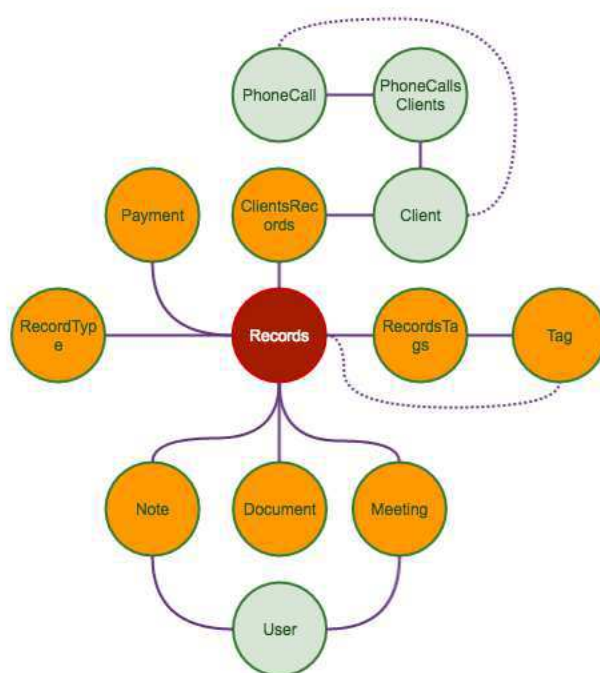 PhoneCall
PhoneCalls
Clients
Payment
ClientsRec
ords
Client
RecordTyp
e
Records
RecordsTa
gs
Tag
Note
Document
Meeting
User